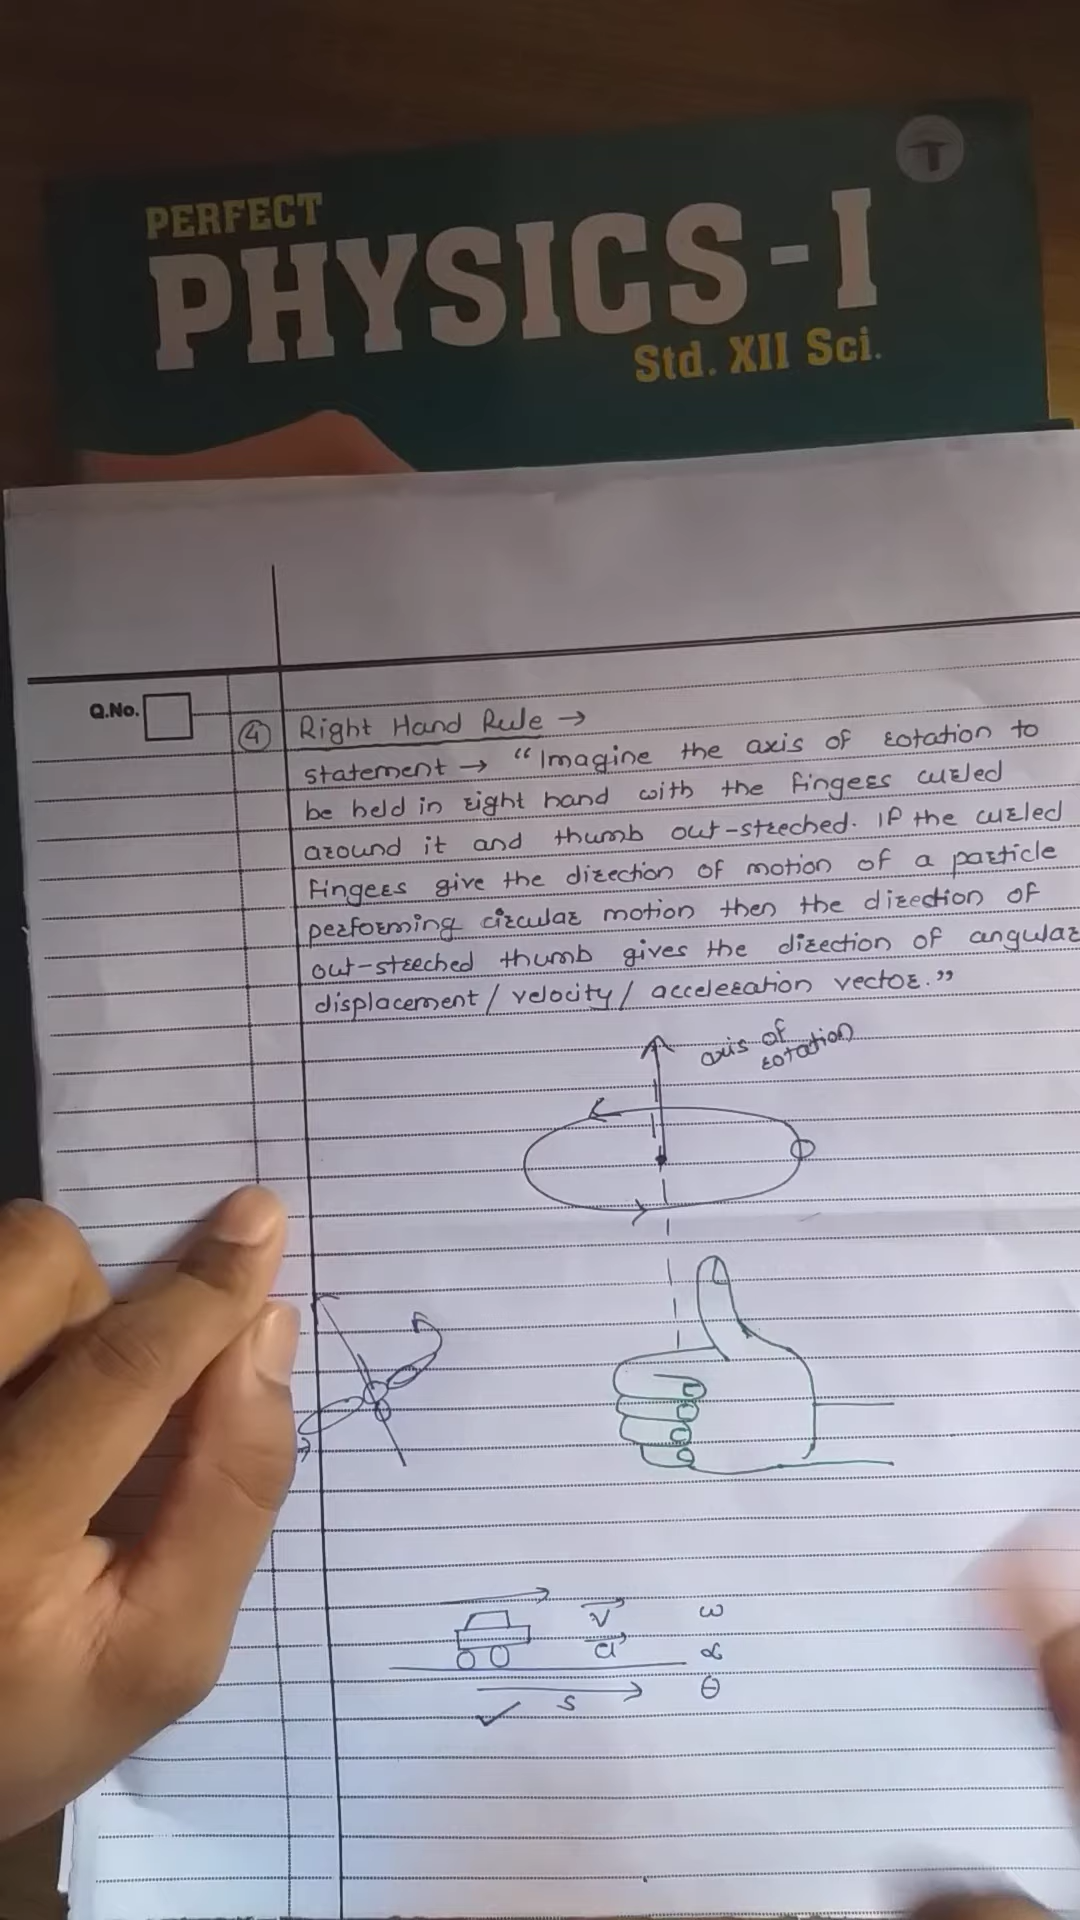 T
PERFECT
PHYSICS-I
Std. XII Sci.
Q.No.
④ Right Hand Rule →
statement → “Imagine the axis of rotation to
be held in right hand with the fingers curled
around it and thumb out-streched. If the curled
fingers give the direction of motion of a particle
performing circular motion then the direction of
out-streched thumb gives the direction of angular
displacement / velocity / acceleration vector.”
axis of
rotation
v⃗ ω
a⃗ α
s θ